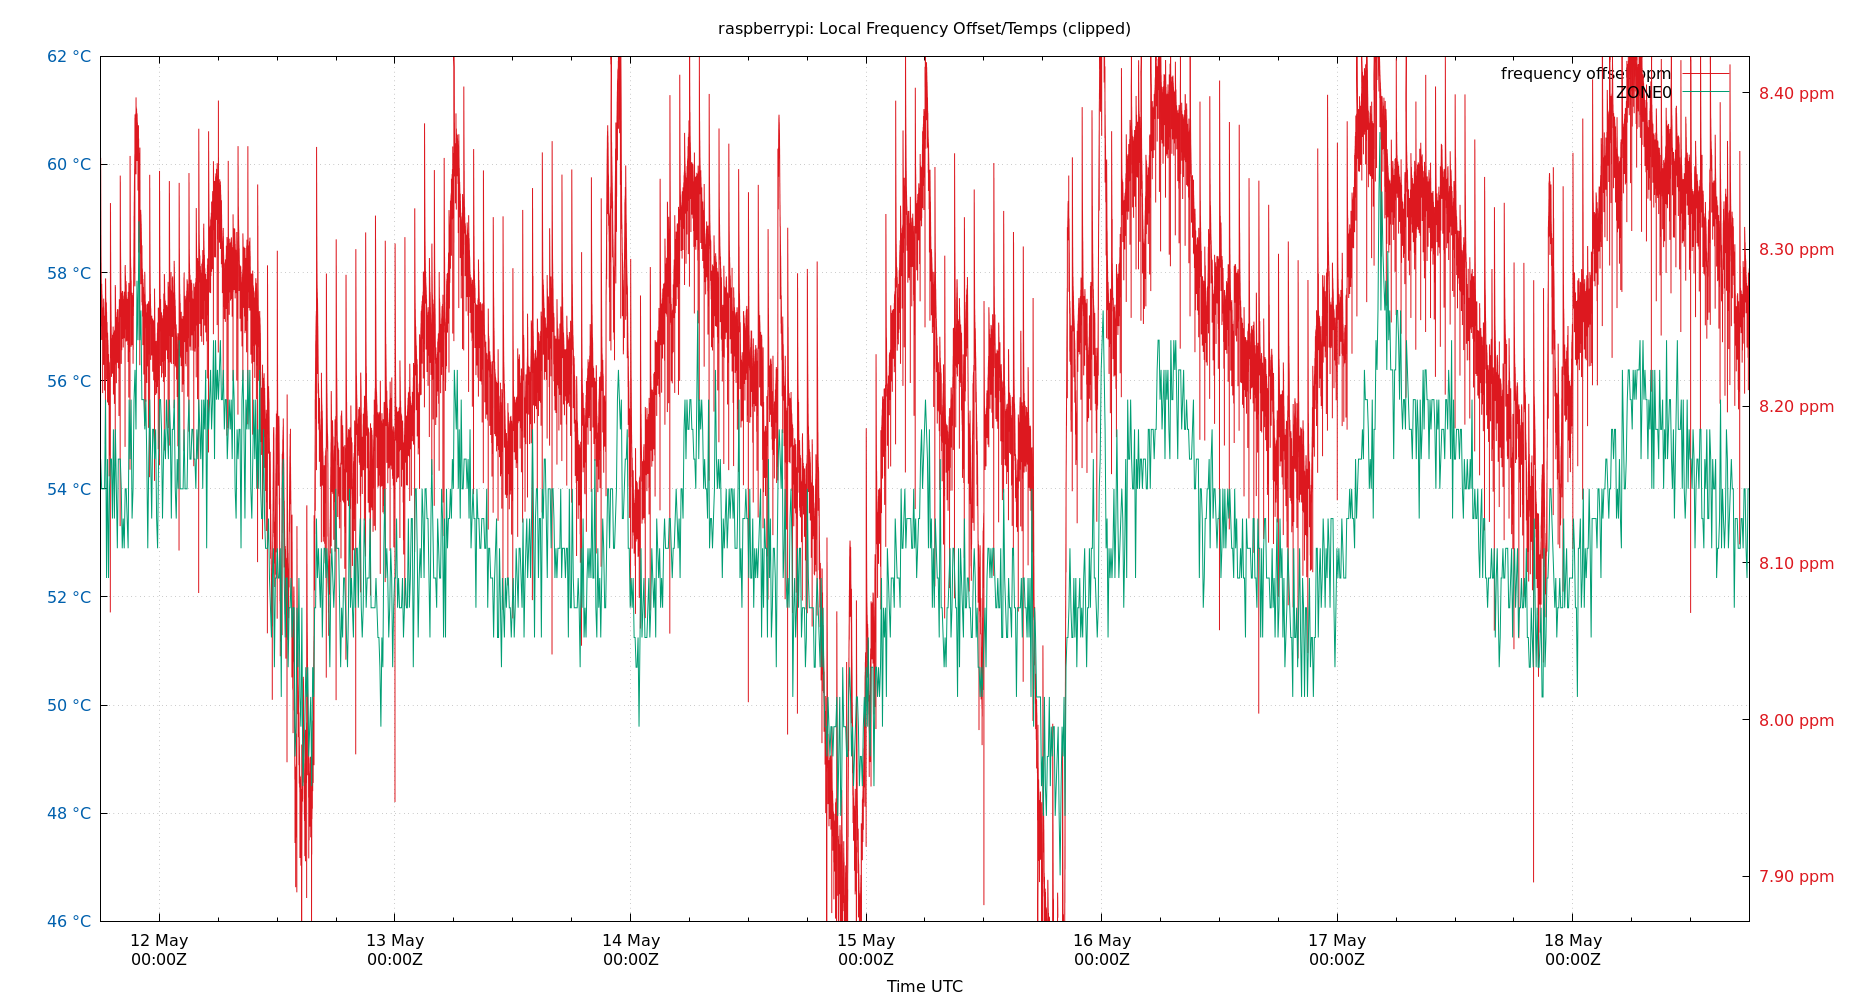 raspberrypi: Local Frequency Offset/Temps (clipped)
62 °C
60 °C
58 °C
56 °C
54 °C
52 °C
50 °C
48 °C
46 °C
frequency offset ppm
ZONE0
8.40 ppm
8.30 ppm
8.20 ppm
8.10 ppm
8.00 ppm
7.90 ppm
12 May
00:00Z
13 May
00:00Z
14 May
00:00Z
15 May
00:00Z
16 May
00:00Z
17 May
00:00Z
18 May
00:00Z
Time UTC